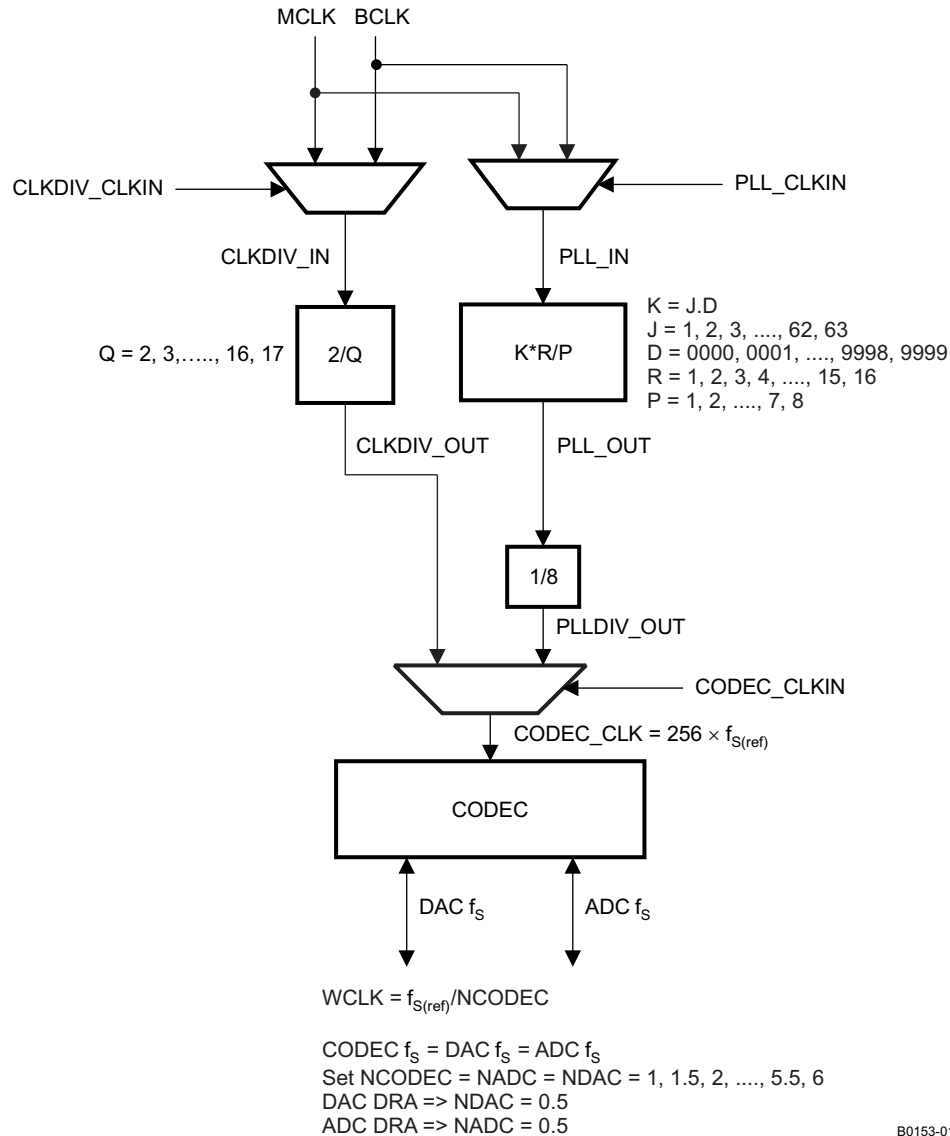 MCLK BCLK
CLKDIV_CLKIN
PLL_CLKIN
CLKDIV_IN
PLL_IN
Q = 2, 3,….., 16, 17
2/Q
K*R/P
K = J.D
J = 1, 2, 3, ...., 62, 63
D = 0000, 0001, ...., 9998, 9999
R = 1, 2, 3, 4, ...., 15, 16
P = 1, 2, ...., 7, 8
CLKDIV_OUT
PLL_OUT
1/8
PLLDIV_OUT
CODEC_CLKIN
CODEC_CLK = 256 × fS(ref)
CODEC
DAC fS
ADC fS
WCLK = fS(ref)/NCODEC
CODEC fS = DAC fS = ADC fS
Set NCODEC = NADC = NDAC = 1, 1.5, 2, ...., 5.5, 6
DAC DRA => NDAC = 0.5
ADC DRA => NADC = 0.5